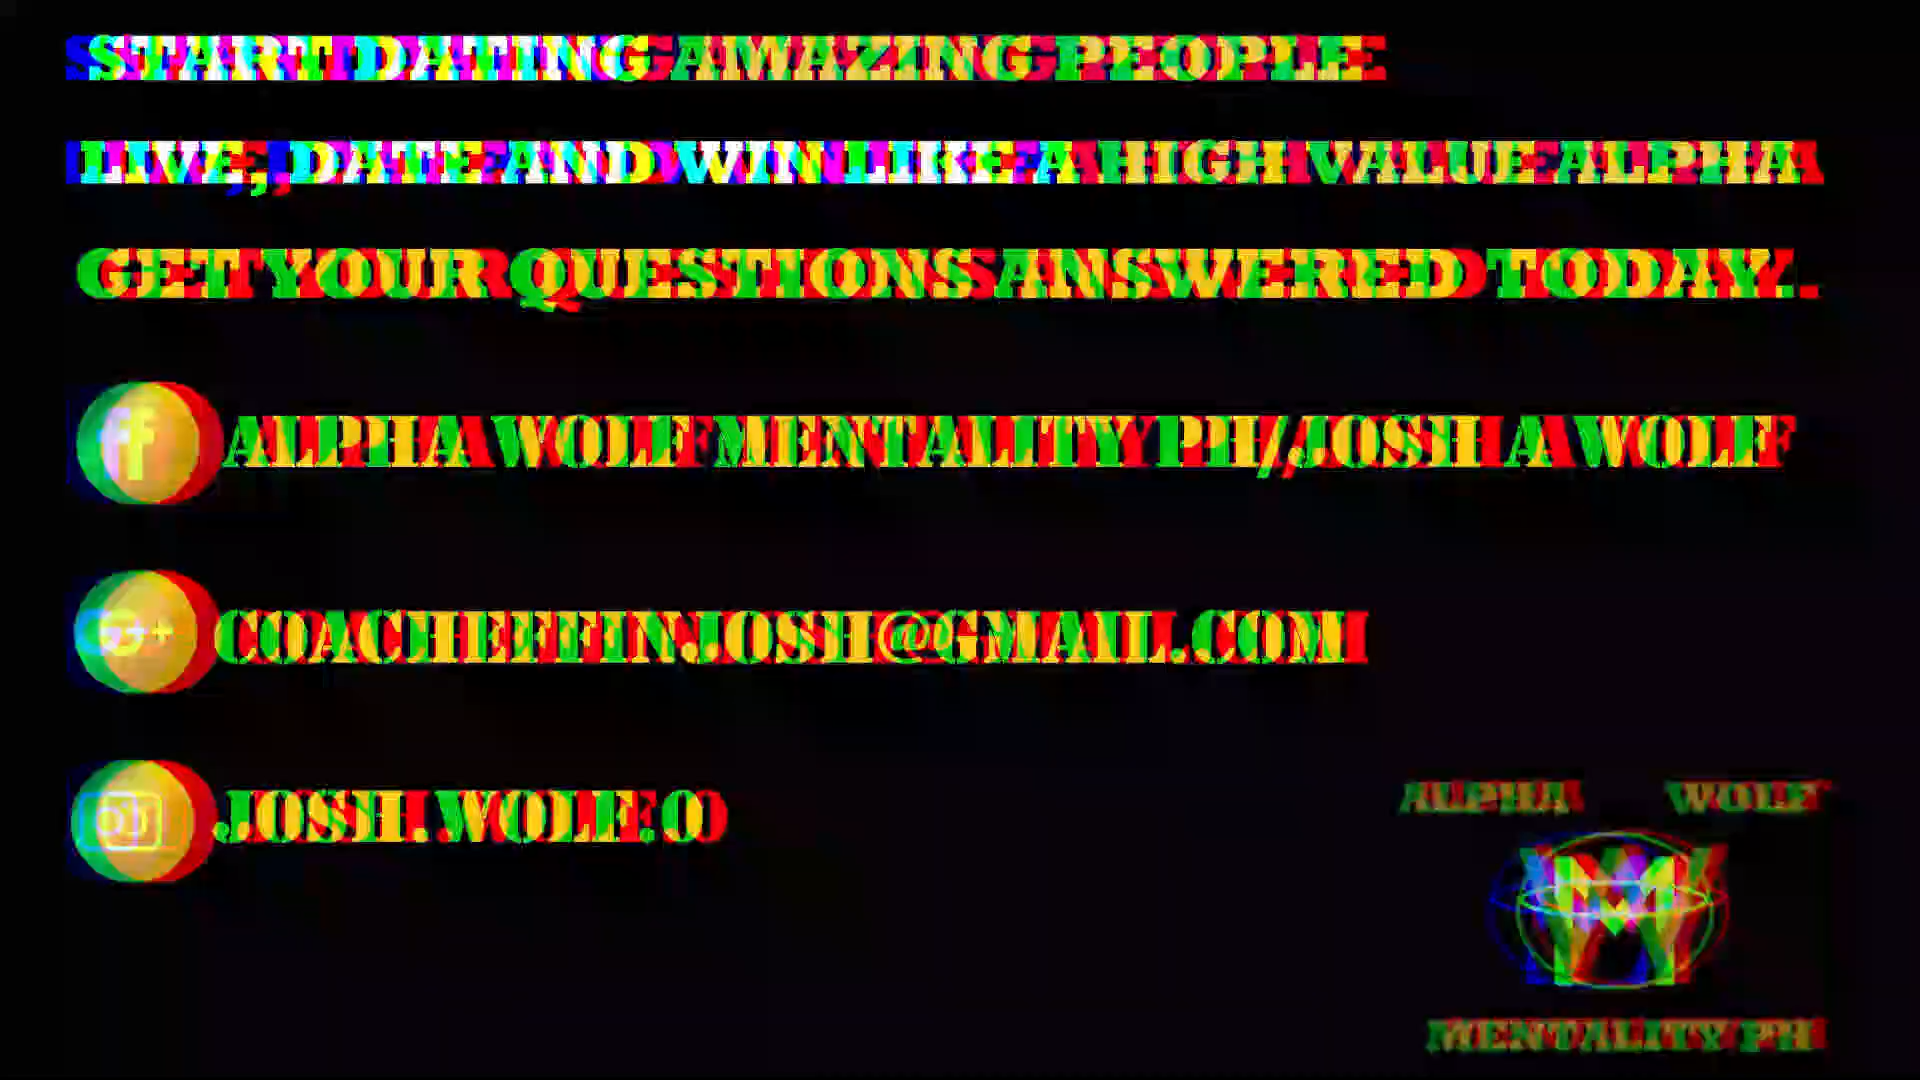 START DATING AMAZING PEOPLE
LIVE, DATE AND WIN LIKE A HIGH VALUE ALPHA
GET YOUR QUESTIONS ANSWERED TODAY.
f ALPHA WOLF MENTALITY PH/JOSH A WOLF
G+ COACHEFFINJOSH@GMAIL.COM
JOSH.WOLF.O
ALPHA WOLF
MENTALITY PH